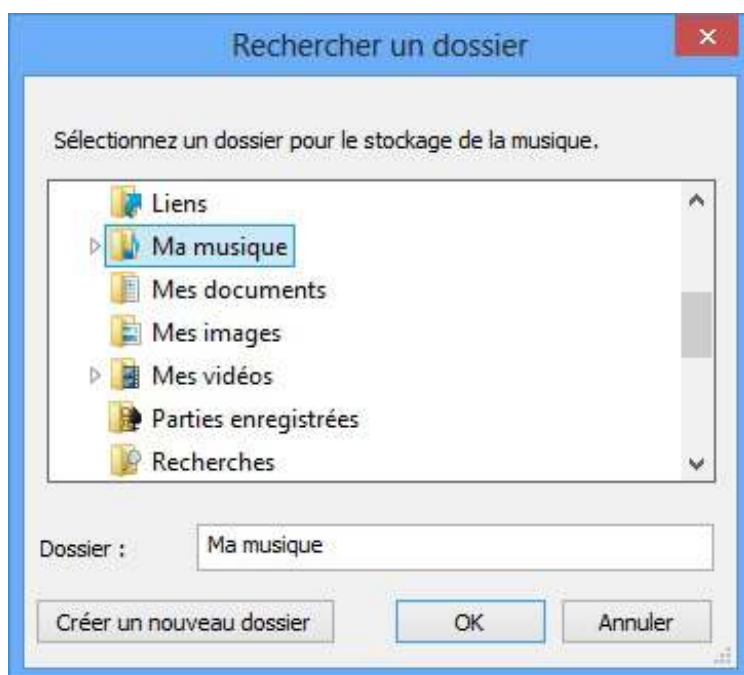 Rechercher un dossier
Sélectionnez un dossier pour le stockage de la musique.
Liens
Ma musique
Mes documents
Mes images
Mes vidéos
Parties enregistrées
Recherches
Dossier : Ma musique
Créer un nouveau dossier OK Annuler